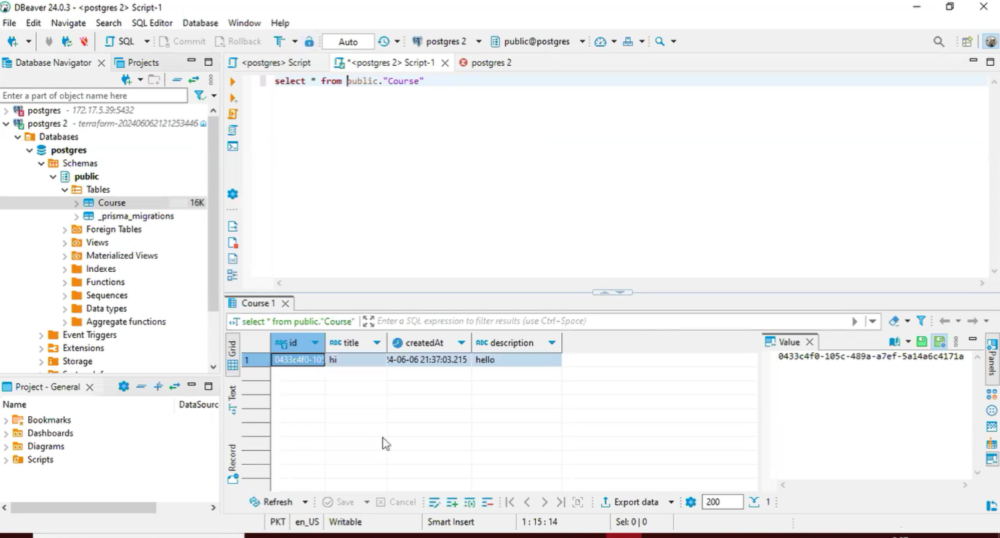 DBeaver 24.0.3 - <postgres 2> Script-1
File Edit Navigate Search SQL Editor Database Window Help
SQL Commit Rollback Auto postgres 2 public@postgres
Database Navigator Projects
<postgres> Script *<postgres 2> Script-1 postgres 2
select * from public."Course"
Enter a part of object name here
postgres - 172.17.5.39:5432
postgres 2 - terraform-202406062121253446
Databases
postgres
Schemas
public
Tables
Course 16K
_prisma_migrations
Foreign Tables
Views
Materialized Views
Indexes
Functions
Sequences
Data types
Aggregate functions
Event Triggers
Extensions
Storage
Project - General
Name DataSourc
Bookmarks
Dashboards
Diagrams
Scripts
Course 1
select * from public."Course" Enter a SQL expression to filter results (use Ctrl+Space)
Grid
Text
Record
ABC id ABC title createdAt ABC description
1 0433c4f0-105 hi !4-06-06 21:37:03.215 hello
Value
0433c4f0-105c-489a-a7ef-5a14a6c4171a
Panels
Refresh Save Cancel Export data 200 1
PKT en_US Writable Smart Insert 1:15:14 Sel: 0 | 0